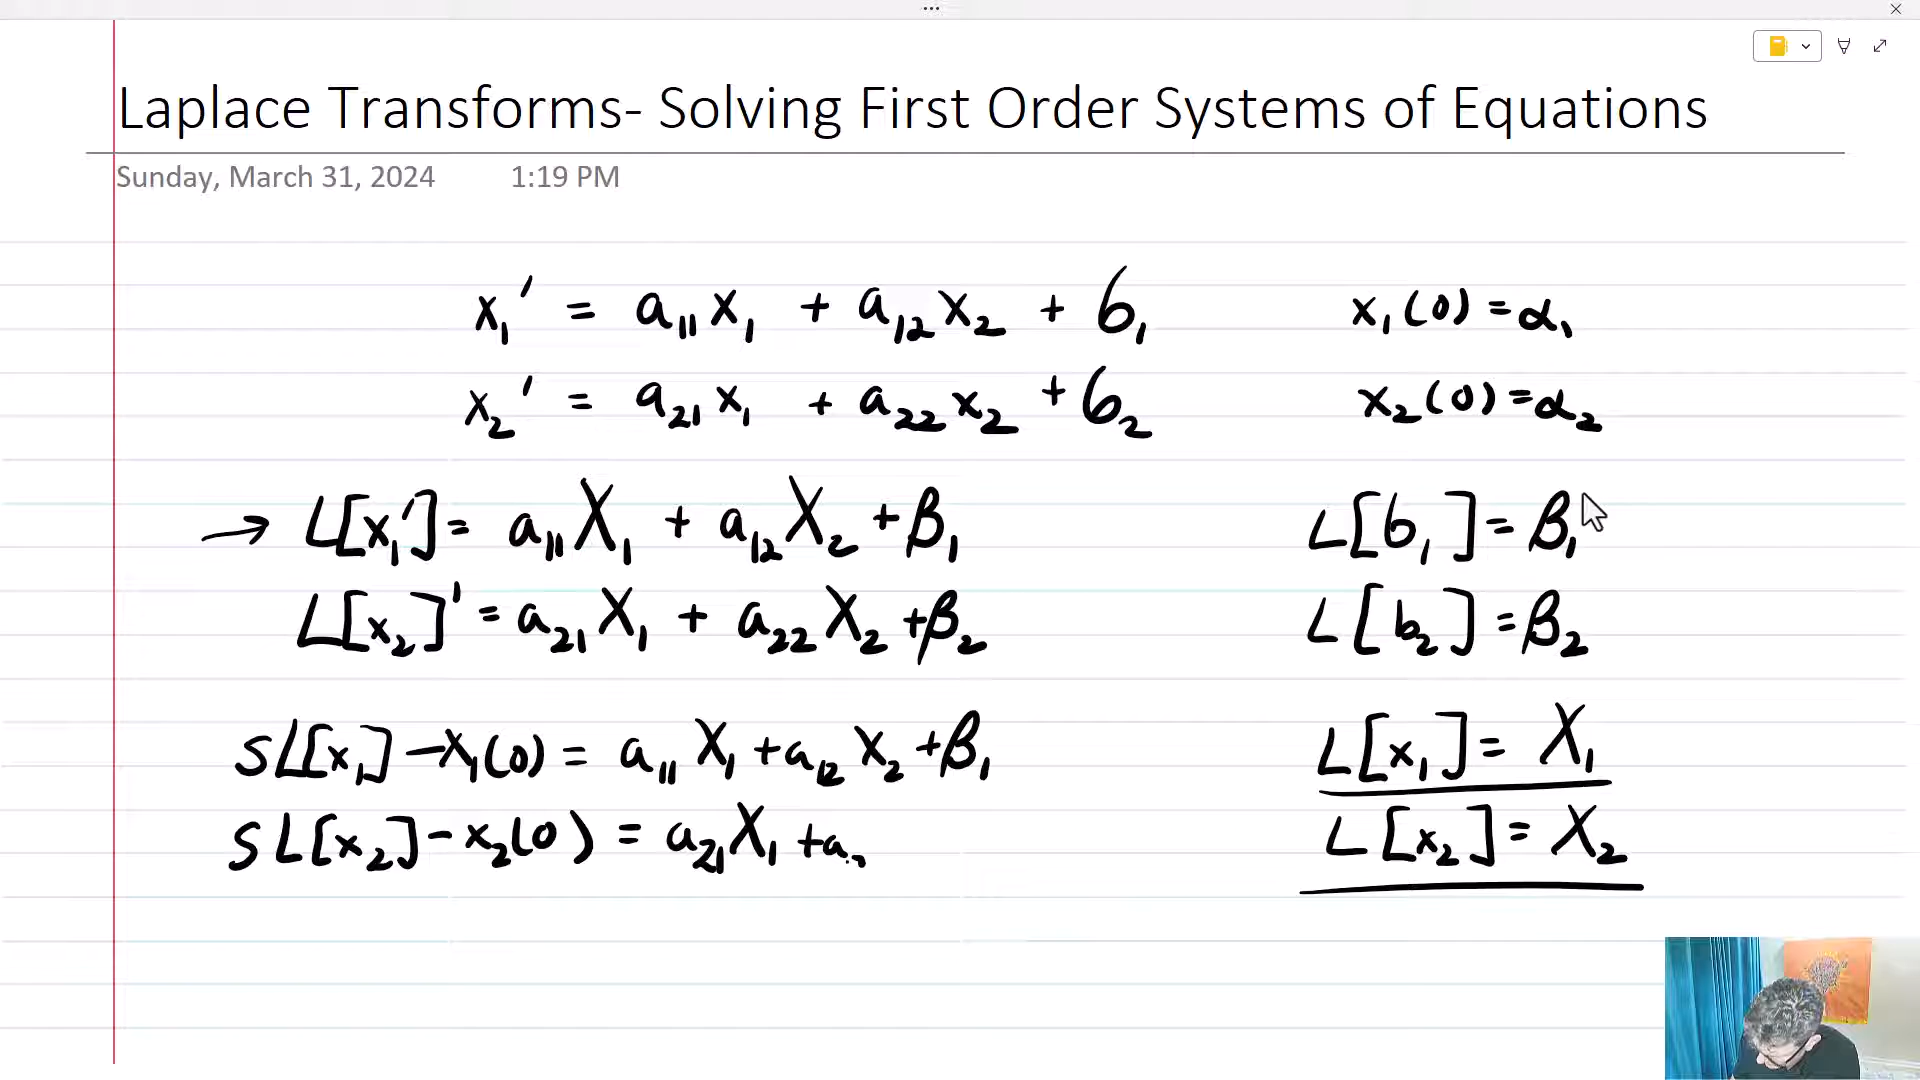 Laplace Transforms- Solving First Order Systems of Equations
Sunday, March 31, 2024 1:19 PM
x₁' = a₁₁x₁ + a₁₂x₂ + b₁ x₁(0)=α₁
x₂' = a₂₁x₁ + a₂₂x₂ + b₂ x₂(0)=α₂
→ L[x₁'] = a₁₁X₁ + a₁₂X₂ + β₁ L[b₁] = β₁
L[x₂]' = a₂₁X₁ + a₂₂X₂ + β₂ L[b₂] = β₂
sL[x₁] - x₁(0) = a₁₁X₁ + a₁₂X₂ + β₁ L[x₁] = X₁
sL[x₂] - x₂(0) = a₂₁X₁ + a L[x₂] = X₂